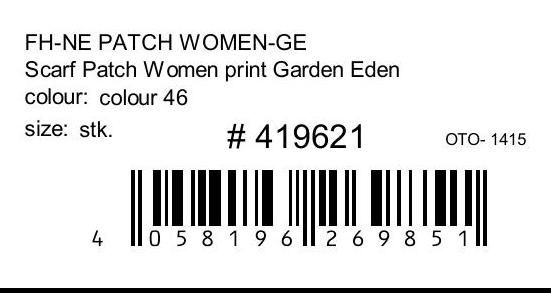 FH-NE PATCH WOMEN-GE
Scarf Patch Women print Garden Eden
colour: colour 46
size: stk.
# 419621
OTO- 1415
4 058196 269851